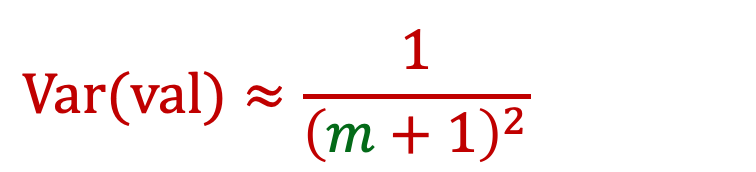 Var(val) ≈ 1/(m + 1)²